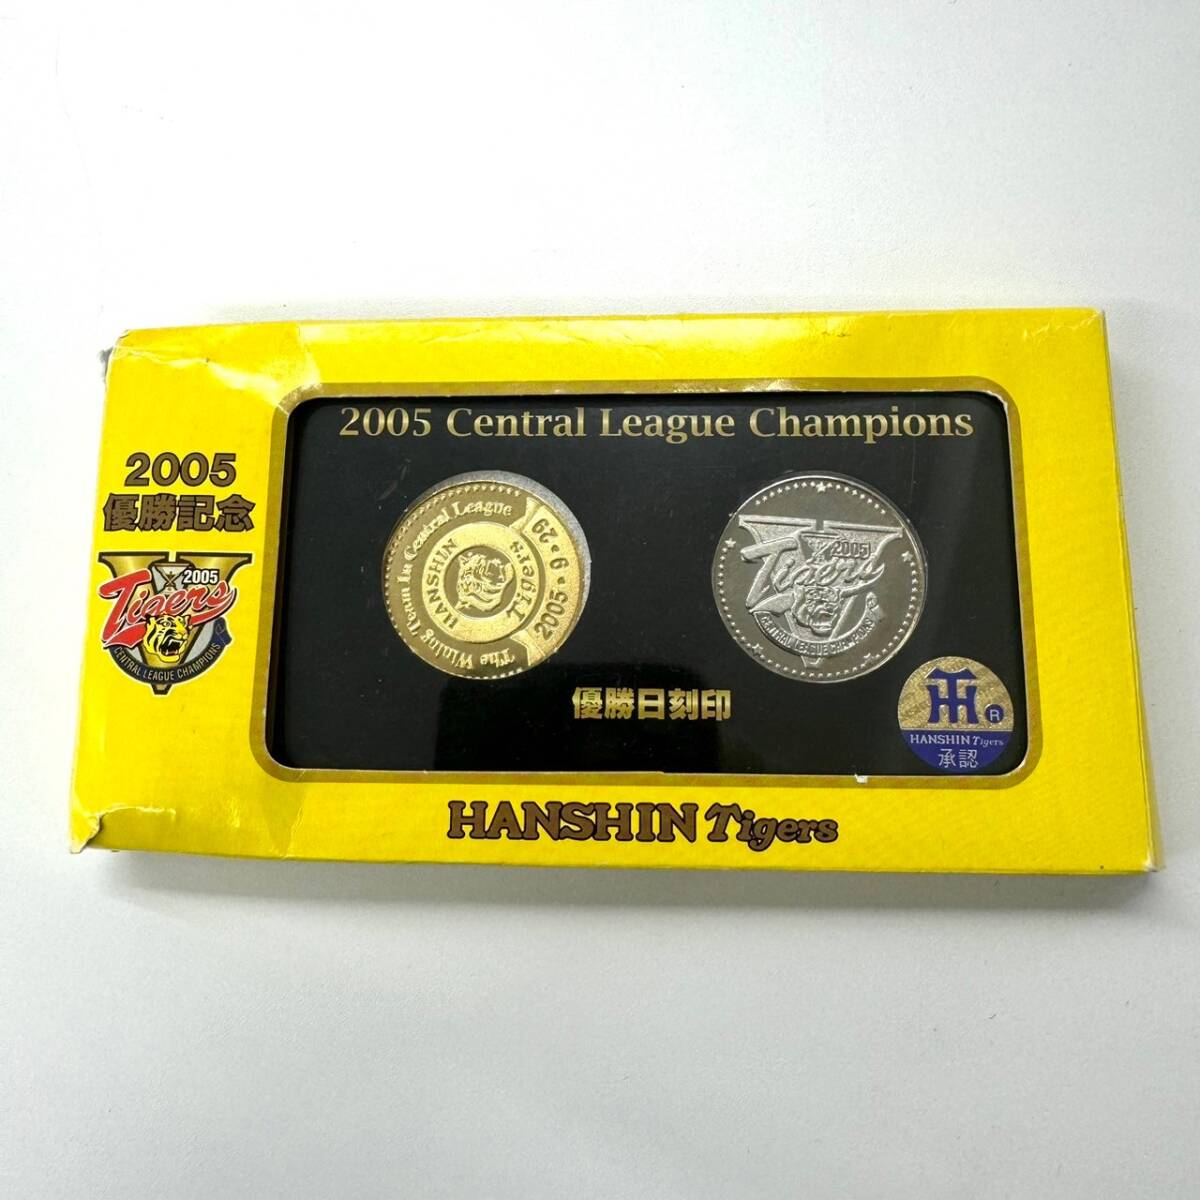 2005 Central League Champions
2005
優勝記念
2005
Tigers
CENTRAL LEAGUE CHAMPIONS
The Wining Team In Central League
HANSHIN
Tigers
2005・9・29
2005
Tigers
CENTRAL LEAGUE CHAMPIONS
優勝日刻印
HT
R
HANSHIN Tigers
承認
HANSHIN Tigers